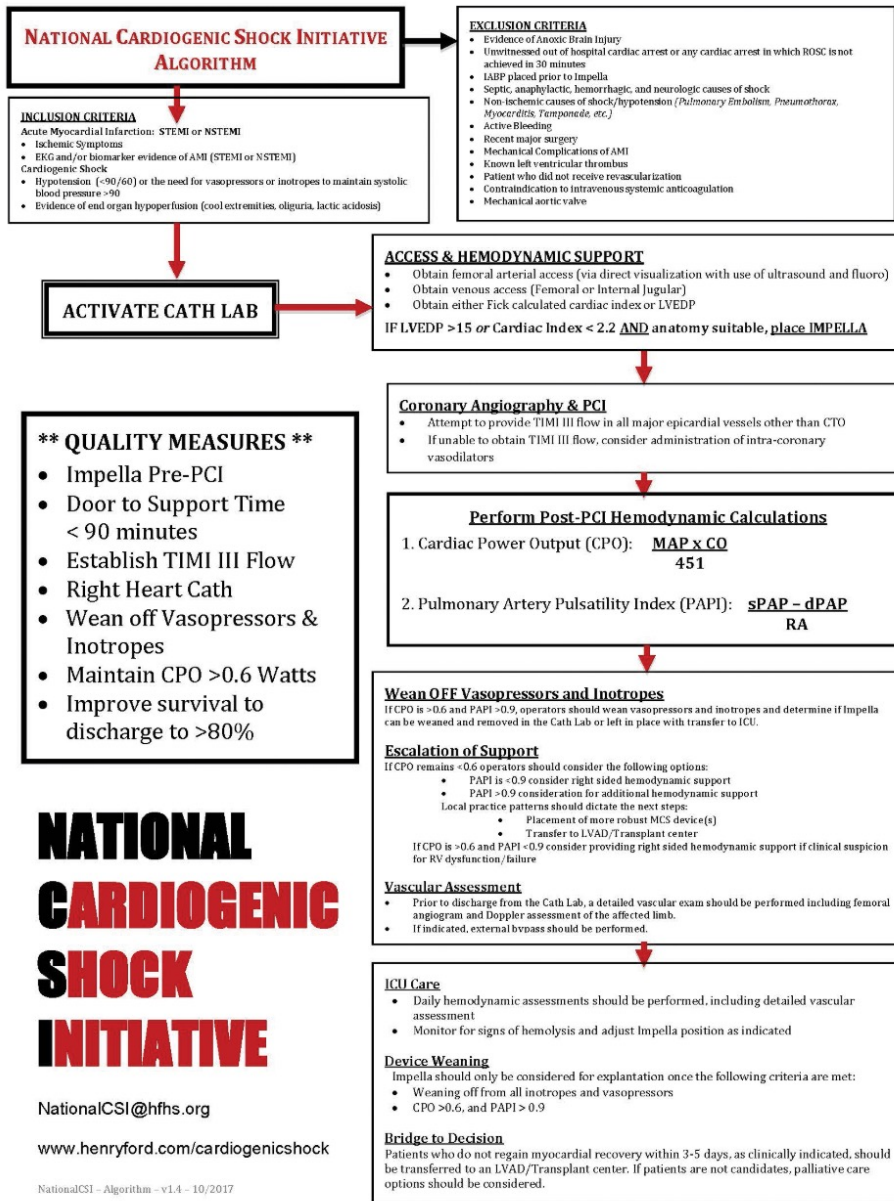 NATIONAL CARDIOGENIC SHOCK INITIATIVE
ALGORITHM
EXCLUSION CRITERIA
• Evidence of Anoxic Brain Injury
• Unwitnessed out of hospital cardiac arrest or any cardiac arrest in which ROSC is not
achieved in 30 minutes
• IABP placed prior to Impella
• Septic, anaphylactic, hemorrhagic, and neurologic causes of shock
• Non-ischemic causes of shock/hypotension (Pulmonary Embolism, Pneumothorax,
Myocarditis, Tamponade, etc.)
• Active Bleeding
• Recent major surgery
• Mechanical Complications of AMI
• Known left ventricular thrombus
• Patient who did not receive revascularization
• Contraindication to intravenous systemic anticoagulation
• Mechanical aortic valve
INCLUSION CRITERIA
Acute Myocardial Infarction: STEMI or NSTEMI
• Ischemic Symptoms
• EKG and/or biomarker evidence of AMI (STEMI or NSTEMI)
Cardiogenic Shock
• Hypotension (<90/60) or the need for vasopressors or inotropes to maintain systolic
blood pressure >90
• Evidence of end organ hypoperfusion (cool extremities, oliguria, lactic acidosis)
ACTIVATE CATH LAB
ACCESS & HEMODYNAMIC SUPPORT
• Obtain femoral arterial access (via direct visualization with use of ultrasound and fluoro)
• Obtain venous access (Femoral or Internal Jugular)
• Obtain either Fick calculated cardiac index or LVEDP
IF LVEDP >15 or Cardiac Index < 2.2 AND anatomy suitable, place IMPELLA
Coronary Angiography & PCI
• Attempt to provide TIMI III flow in all major epicardial vessels other than CTO
• If unable to obtain TIMI III flow, consider administration of intra-coronary
vasodilators
** QUALITY MEASURES **
• Impella Pre-PCI
• Door to Support Time
< 90 minutes
• Establish TIMI III Flow
• Right Heart Cath
• Wean off Vasopressors &
Inotropes
• Maintain CPO >0.6 Watts
• Improve survival to
discharge to >80%
Perform Post-PCI Hemodynamic Calculations
1. Cardiac Power Output (CPO): MAP x CO
451
2. Pulmonary Artery Pulsatility Index (PAPI): sPAP – dPAP
RA
Wean OFF Vasopressors and Inotropes
If CPO is >0.6 and PAPI >0.9, operators should wean vasopressors and inotropes and determine if Impella
can be weaned and removed in the Cath Lab or left in place with transfer to ICU.
Escalation of Support
If CPO remains <0.6 operators should consider the following options:
• PAPI is <0.9 consider right sided hemodynamic support
• PAPI >0.9 consideration for additional hemodynamic support
Local practice patterns should dictate the next steps:
• Placement of more robust MCS device(s)
• Transfer to LVAD/Transplant center
If CPO is >0.6 and PAPI <0.9 consider providing right sided hemodynamic support if clinical suspicion
for RV dysfunction/failure
Vascular Assessment
• Prior to discharge from the Cath Lab, a detailed vascular exam should be performed including femoral
angiogram and Doppler assessment of the affected limb.
• If indicated, external bypass should be performed.
ICU Care
• Daily hemodynamic assessments should be performed, including detailed vascular
assessment
• Monitor for signs of hemolysis and adjust Impella position as indicated
Device Weaning
Impella should only be considered for explantation once the following criteria are met:
• Weaning off from all inotropes and vasopressors
• CPO >0.6, and PAPI > 0.9
Bridge to Decision
Patients who do not regain myocardial recovery within 3-5 days, as clinically indicated, should
be transferred to an LVAD/Transplant center. If patients are not candidates, palliative care
options should be considered.
NATIONAL
CARDIOGENIC
SHOCK
INITIATIVE
NationalCSI@hfhs.org
www.henryford.com/cardiogenicshock
NationalCSI – Algorithm – v1.4 – 10/2017